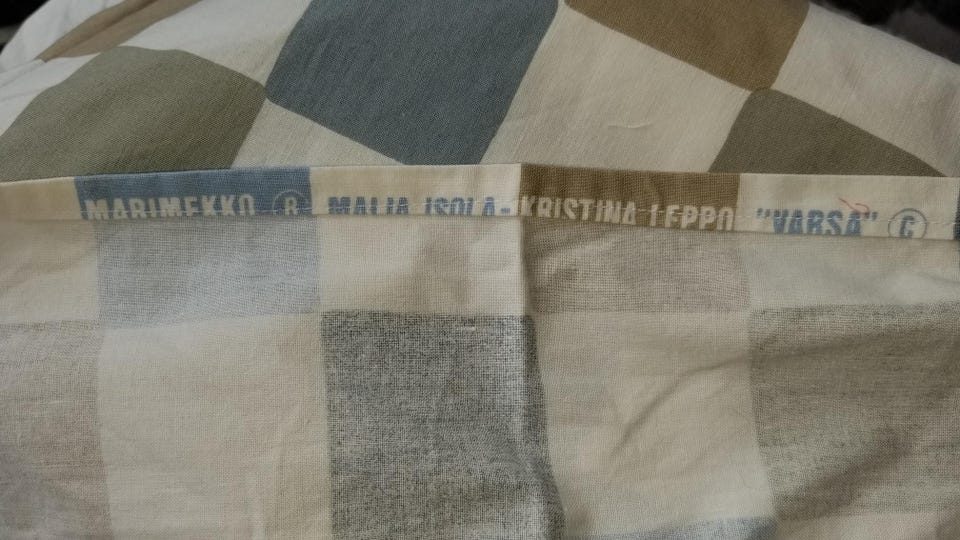 MARIMEKKO ® MAIJA ISOLA-KRISTINA LEPPO "VARSA" ©